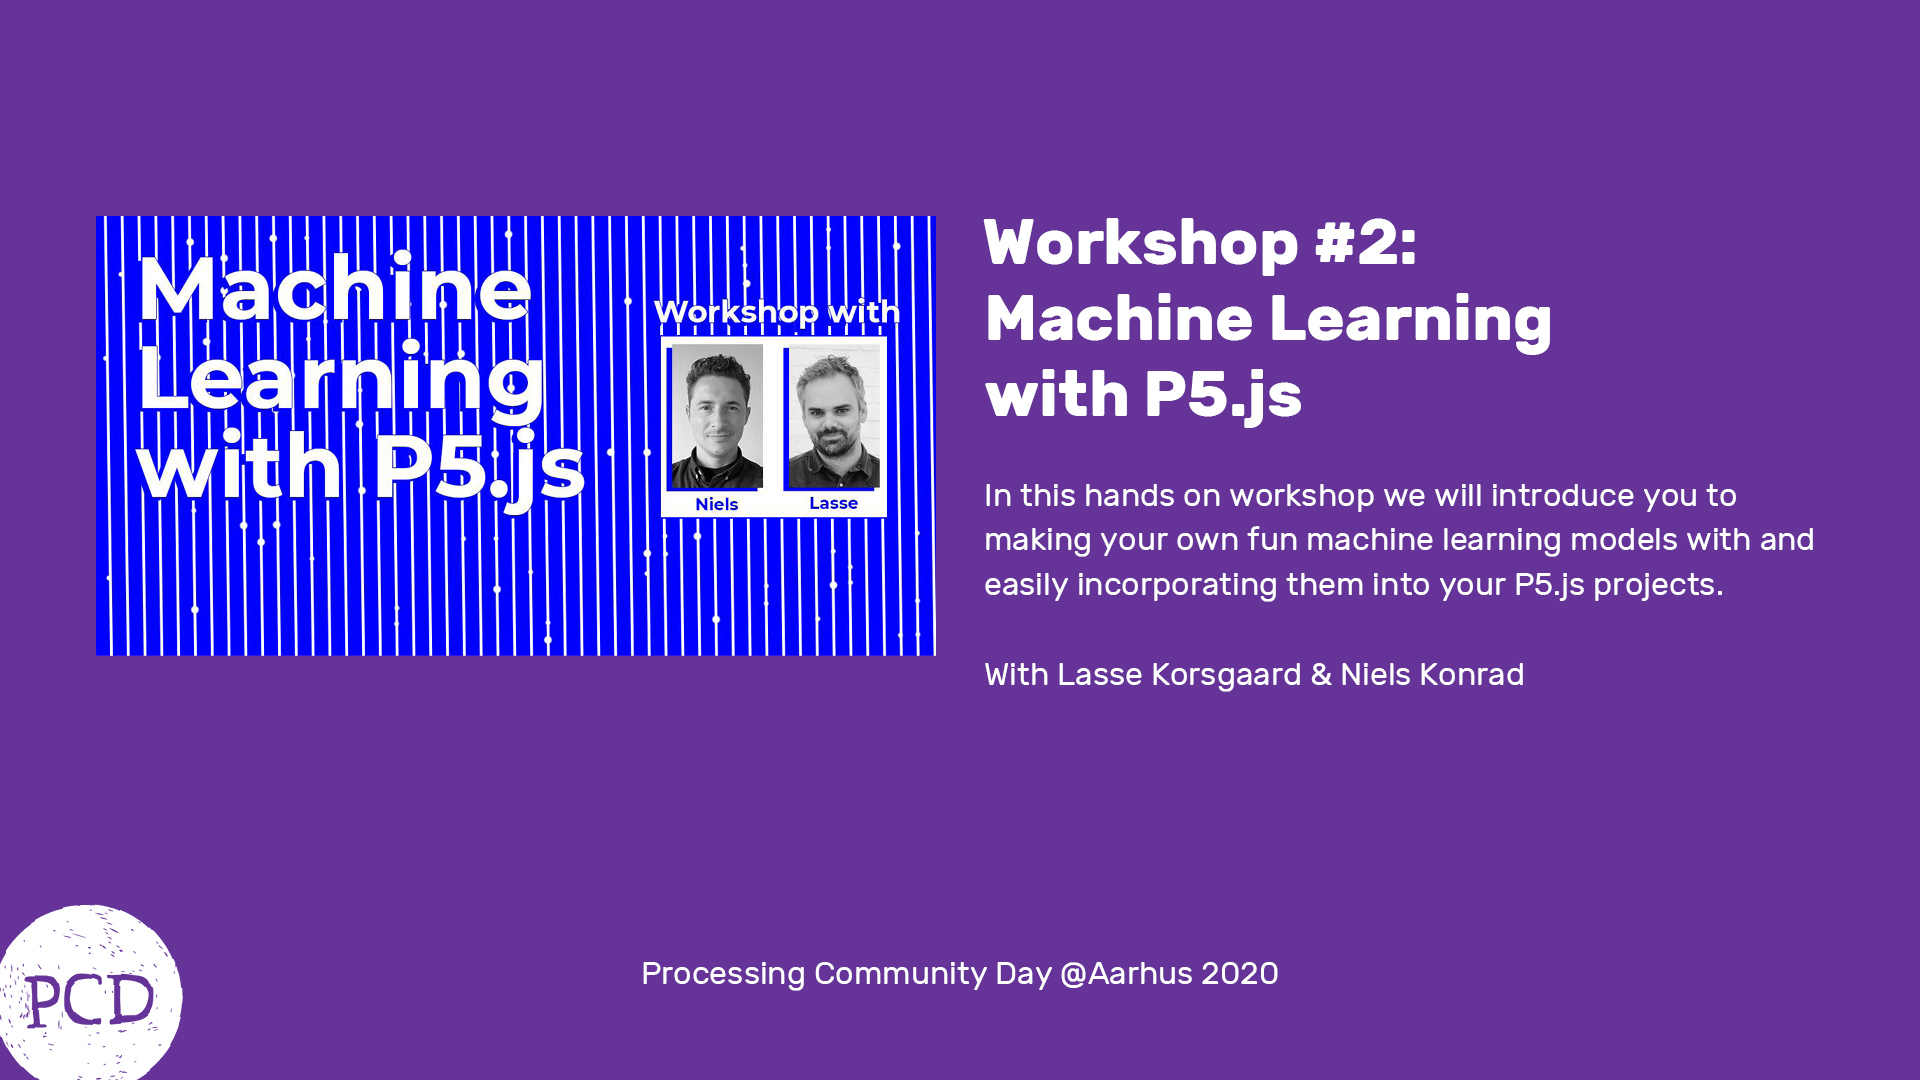 Machine
Learning
with P5.js
Workshop with
Niels
Lasse
Workshop #2:
Machine Learning
with P5.js
In this hands on workshop we will introduce you to
making your own fun machine learning models with and
easily incorporating them into your P5.js projects.
With Lasse Korsgaard & Niels Konrad
PCD
Processing Community Day @Aarhus 2020